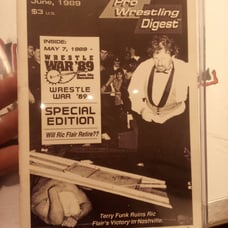 June, 1989
$3 U.S.
Pro
Wrestling
Digest
INSIDE:
MAY 7, 1989 -
WRESTLE
WAR '89
WRESTLE
WAR '89
SPECIAL
EDITION
Will Ric Flair Retire??
Terry Funk Ruins Ric
Flair's Victory in Nashville.